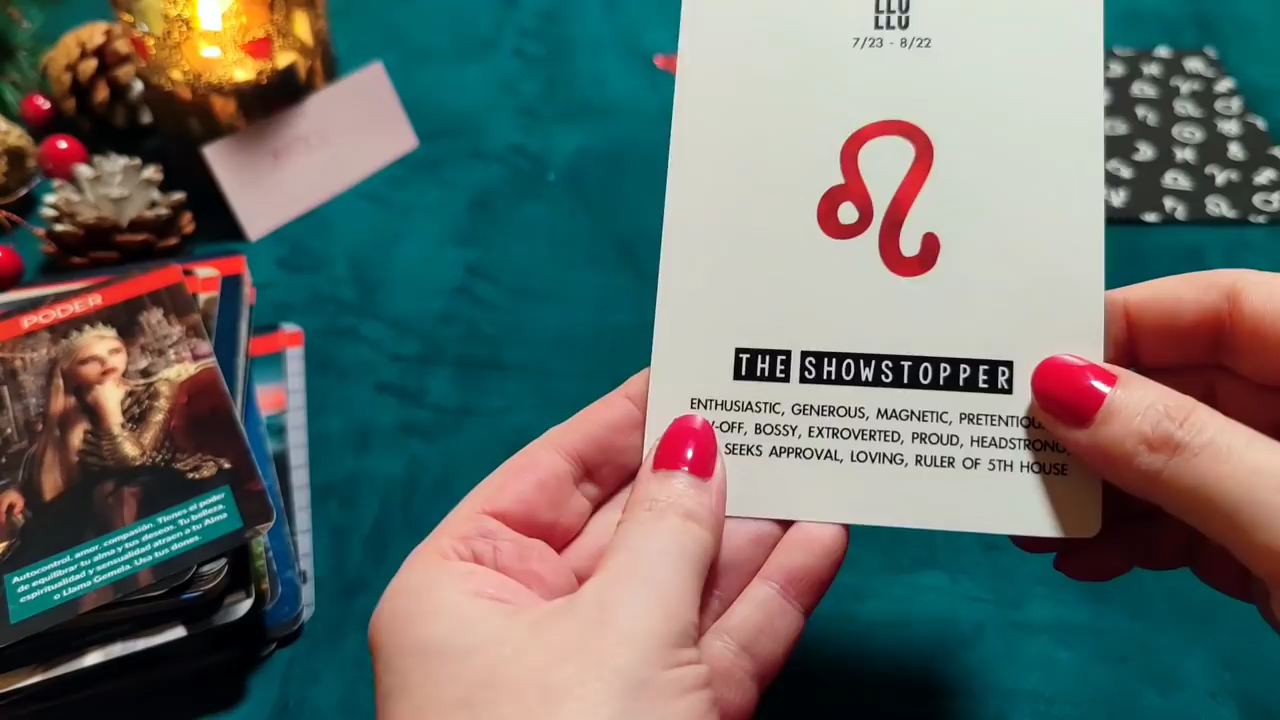 7/23 - 8/22
THE SHOWSTOPPER
ENTHUSIASTIC, GENEROUS, MAGNETIC,
-OFF, BOSSY, EXTROVERTED, PROUD, HEADSTRONG,
SEEKS APPROVAL, LOVING, RULER OF 5TH HOUSE
PODER
Autocontrol, amor, compasión. Tienes el poder
de equilibrar tu alma y tus deseos. Tu belleza,
espiritualidad y sensualidad atraen a tu Alma
o Llama Gemela. Usa tus dones.